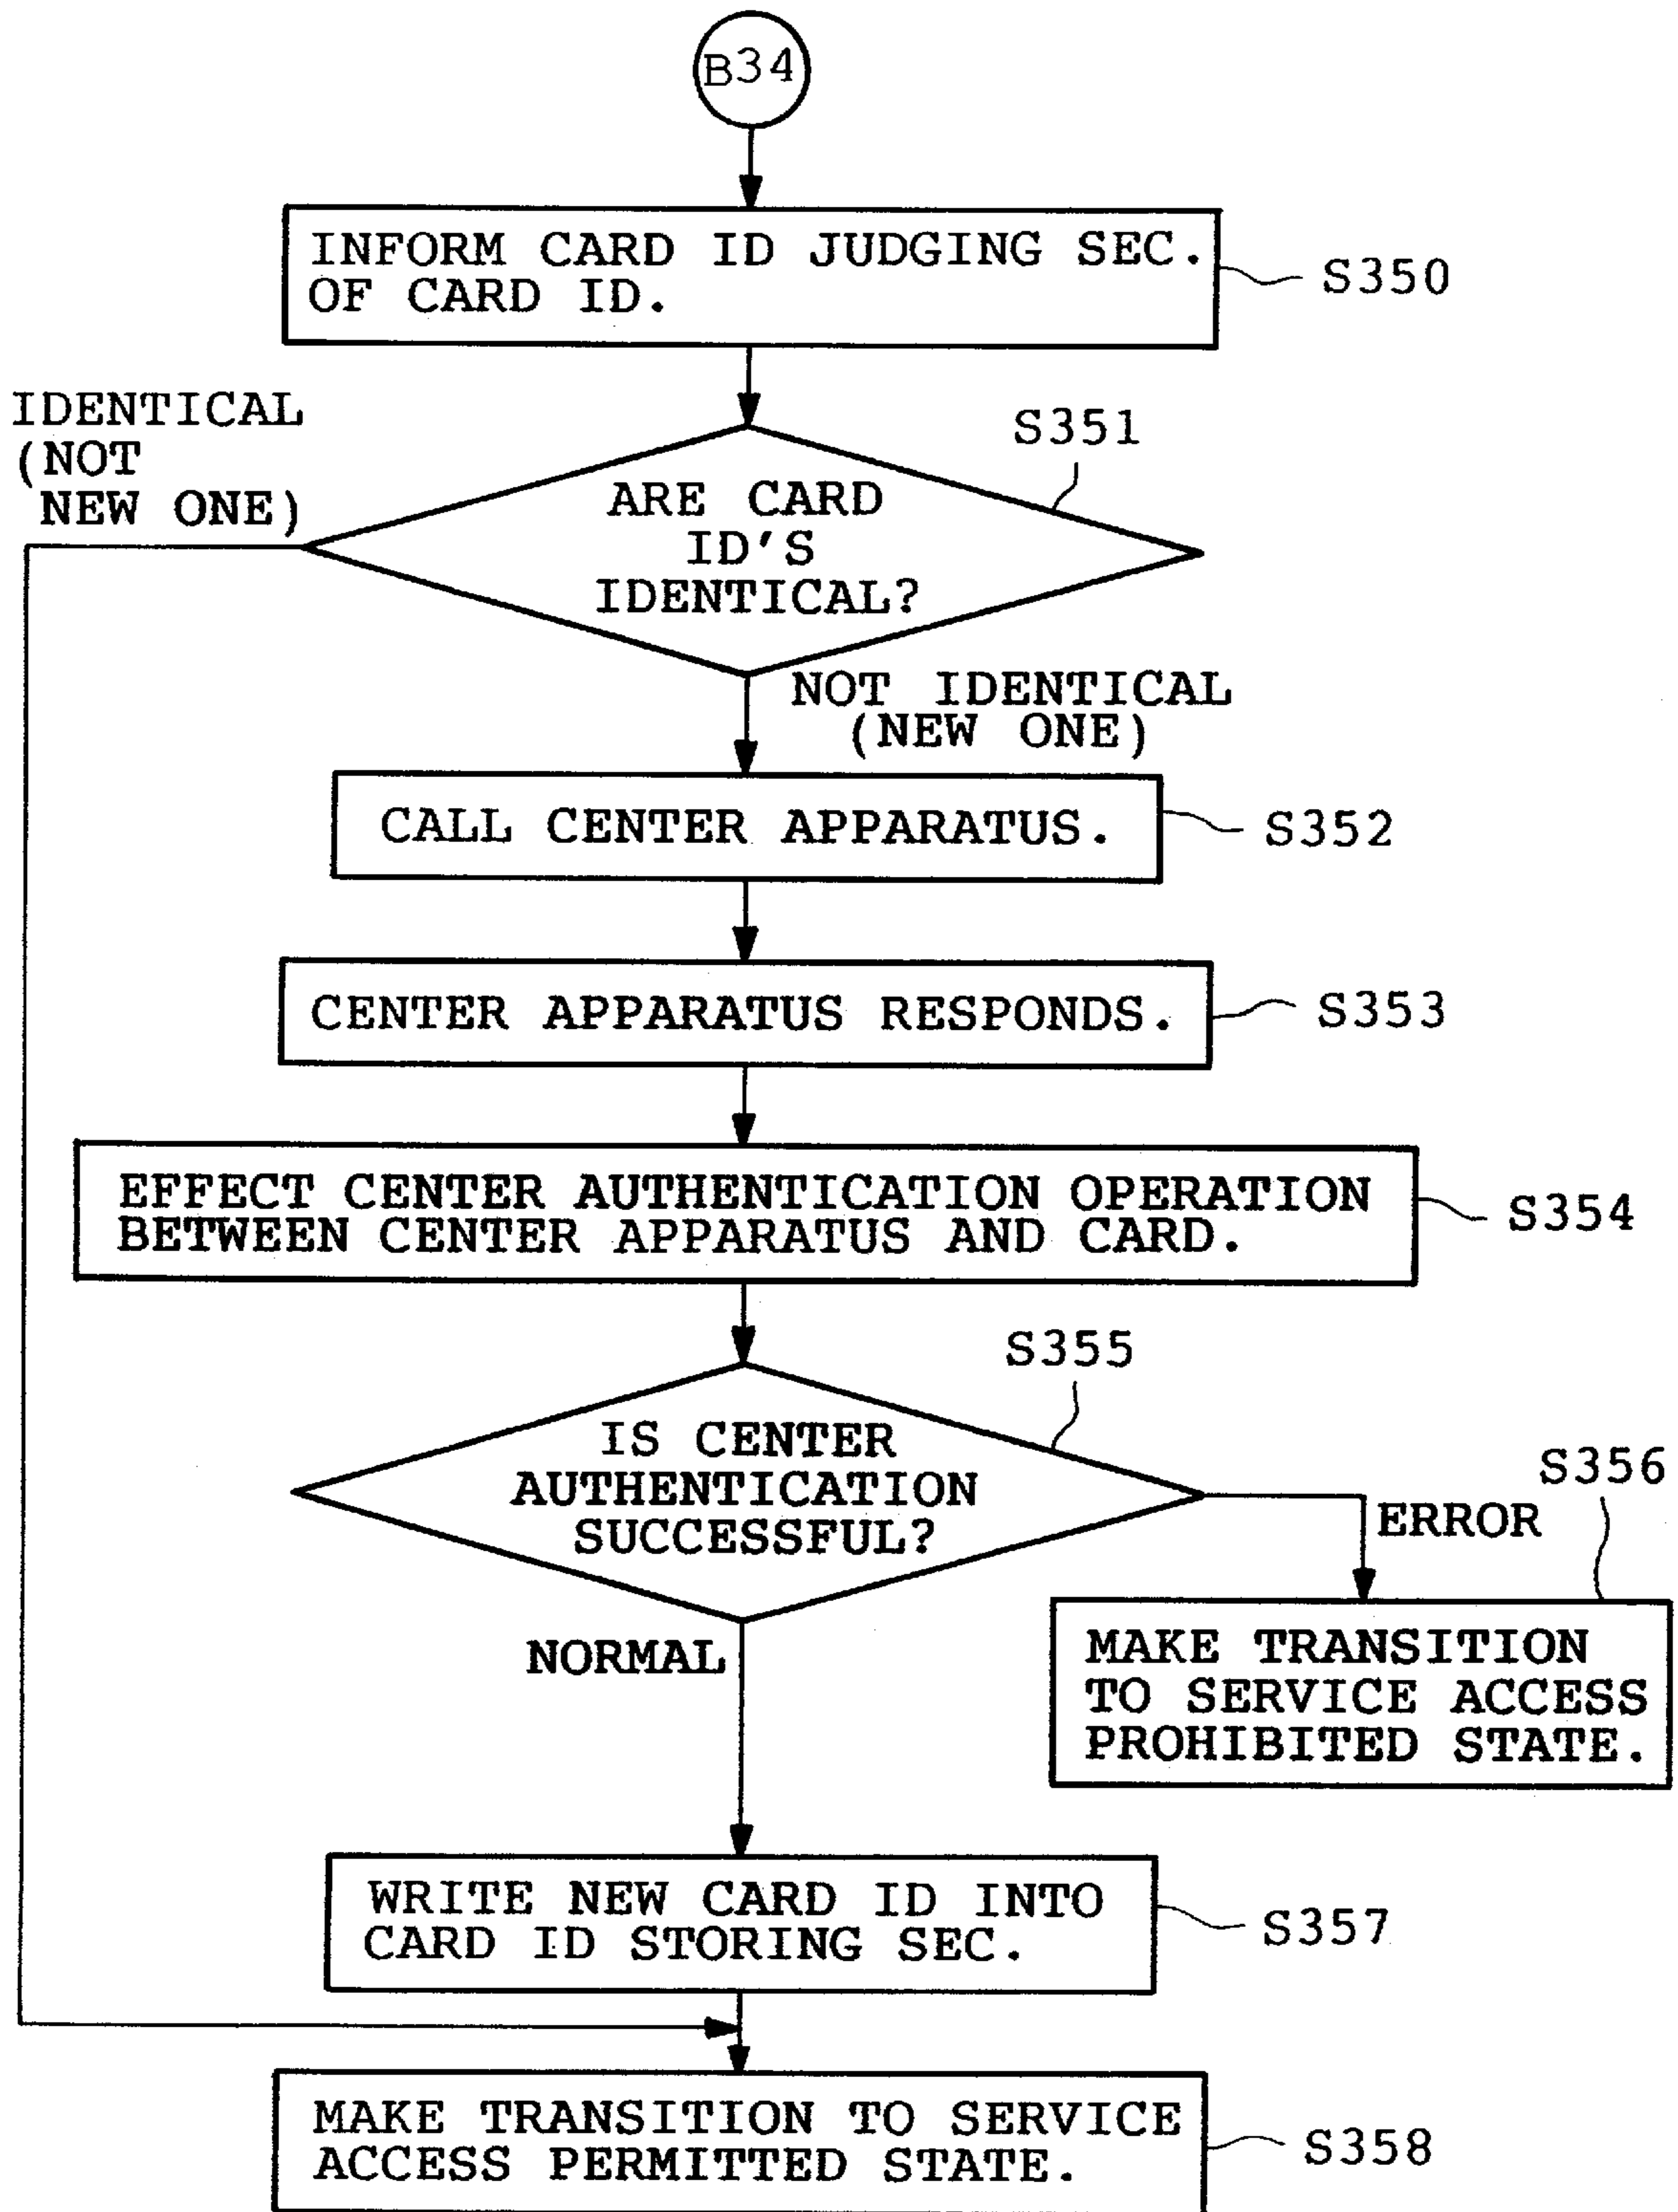 B34
INFORM CARD ID JUDGING SEC.
OF CARD ID.
S350
IDENTICAL
(NOT
NEW ONE)
S351
ARE CARD
ID'S
IDENTICAL?
NOT IDENTICAL
(NEW ONE)
CALL CENTER APPARATUS.
S352
CENTER APPARATUS RESPONDS.
S353
EFFECT CENTER AUTHENTICATION OPERATION
BETWEEN CENTER APPARATUS AND CARD.
S354
S355
IS CENTER
AUTHENTICATION
SUCCESSFUL?
S356
ERROR
NORMAL
MAKE TRANSITION
TO SERVICE ACCESS
PROHIBITED STATE.
WRITE NEW CARD ID INTO
CARD ID STORING SEC.
S357
MAKE TRANSITION TO SERVICE
ACCESS PERMITTED STATE.
S358